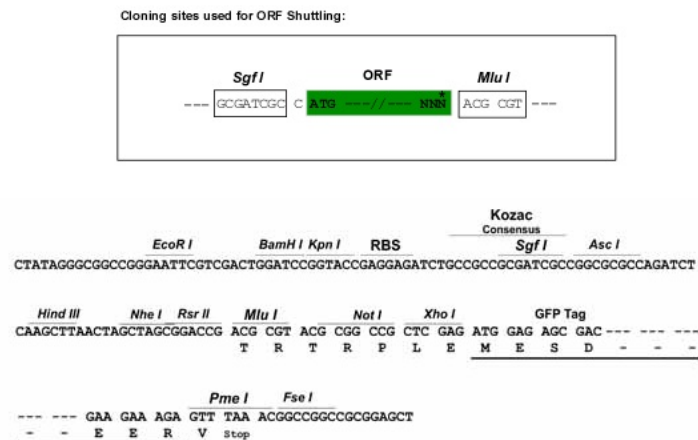 Cloning sites used for ORF Shuttling:
Sgf I ORF Mlu I
--- GCGATCGC C ATG ---//--- NNN* ACG CGT ---
Kozac
Consensus
EcoR I BamH I Kpn I RBS Sgf I Asc I
CTATAGGGCGGCCGGGAATTCGTCGACTGGATCCGGTACCGAGGAGATCTGCCGCCGCGATCGCCGGCGCGCCAGATCT
Hind III Nhe I Rsr II Mlu I Not I Xho I GFP Tag
CAAGCTTAACTAGCTAGCGGACCG ACG CGT ACG CGG CCG CTC GAG ATG GAG AGC GAC --- --- ---
T R T R P L E M E S D - - -
Pme I Fse I
--- --- GAA GAA AGA GTT TAA AC GGCCGGCCGCGGAGCT
- - E E R V Stop